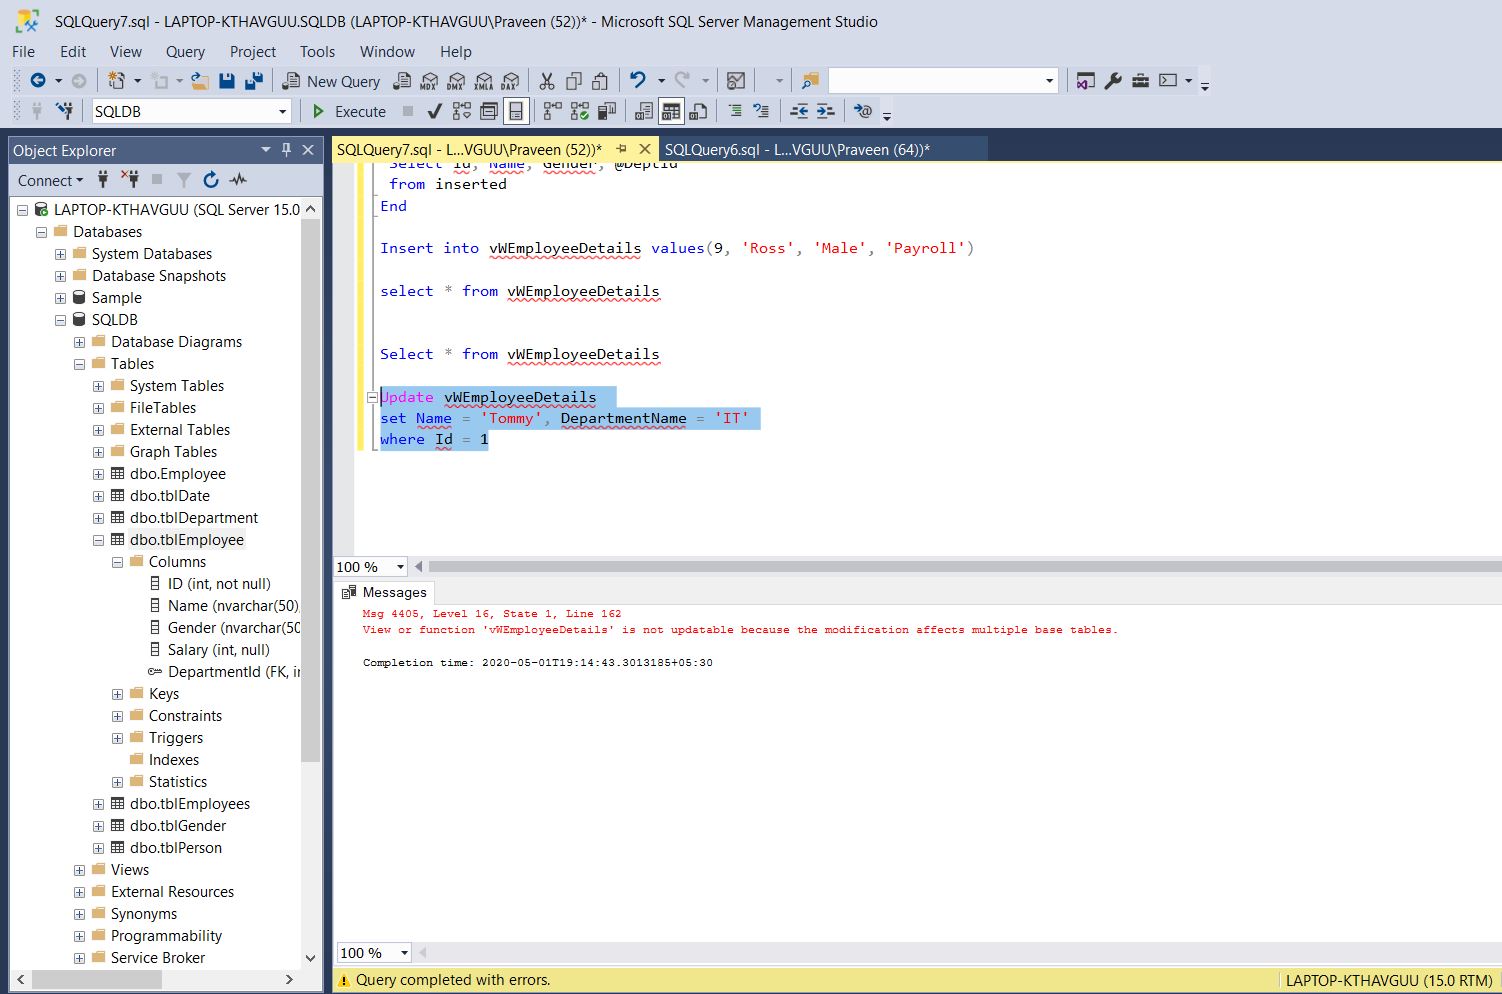 SQLQuery7.sql - LAPTOP-KTHAVGUU.SQLDB (LAPTOP-KTHAVGUU\Praveen (52))* - Microsoft SQL Server Management Studio
File Edit View Query Project Tools Window Help
New Query MDX DMX XMLA DAX
SQLDB Execute
Object Explorer
Connect
LAPTOP-KTHAVGUU (SQL Server 15.0
Databases
System Databases
Database Snapshots
Sample
SQLDB
Database Diagrams
Tables
System Tables
FileTables
External Tables
Graph Tables
dbo.Employee
dbo.tblDate
dbo.tblDepartment
dbo.tblEmployee
Columns
ID (int, not null)
Name (nvarchar(50),
Gender (nvarchar(50
Salary (int, null)
DepartmentId (FK, in
Keys
Constraints
Triggers
Indexes
Statistics
dbo.tblEmployees
dbo.tblGender
dbo.tblPerson
Views
External Resources
Synonyms
Programmability
Service Broker
SQLQuery7.sql - L...VGUU\Praveen (52))* SQLQuery6.sql - L...VGUU\Praveen (64))*
Select Id, Name, Gender, @DeptId
from inserted
End
Insert into vWEmployeeDetails values(9, 'Ross', 'Male', 'Payroll')
select * from vWEmployeeDetails
Select * from vWEmployeeDetails
Update vWEmployeeDetails
set Name = 'Tommy', DepartmentName = 'IT'
where Id = 1
100 %
Messages
Msg 4405, Level 16, State 1, Line 162
View or function 'vWEmployeeDetails' is not updatable because the modification affects multiple base tables.
Completion time: 2020-05-01T19:14:43.3013185+05:30
100 %
Query completed with errors. LAPTOP-KTHAVGUU (15.0 RTM)